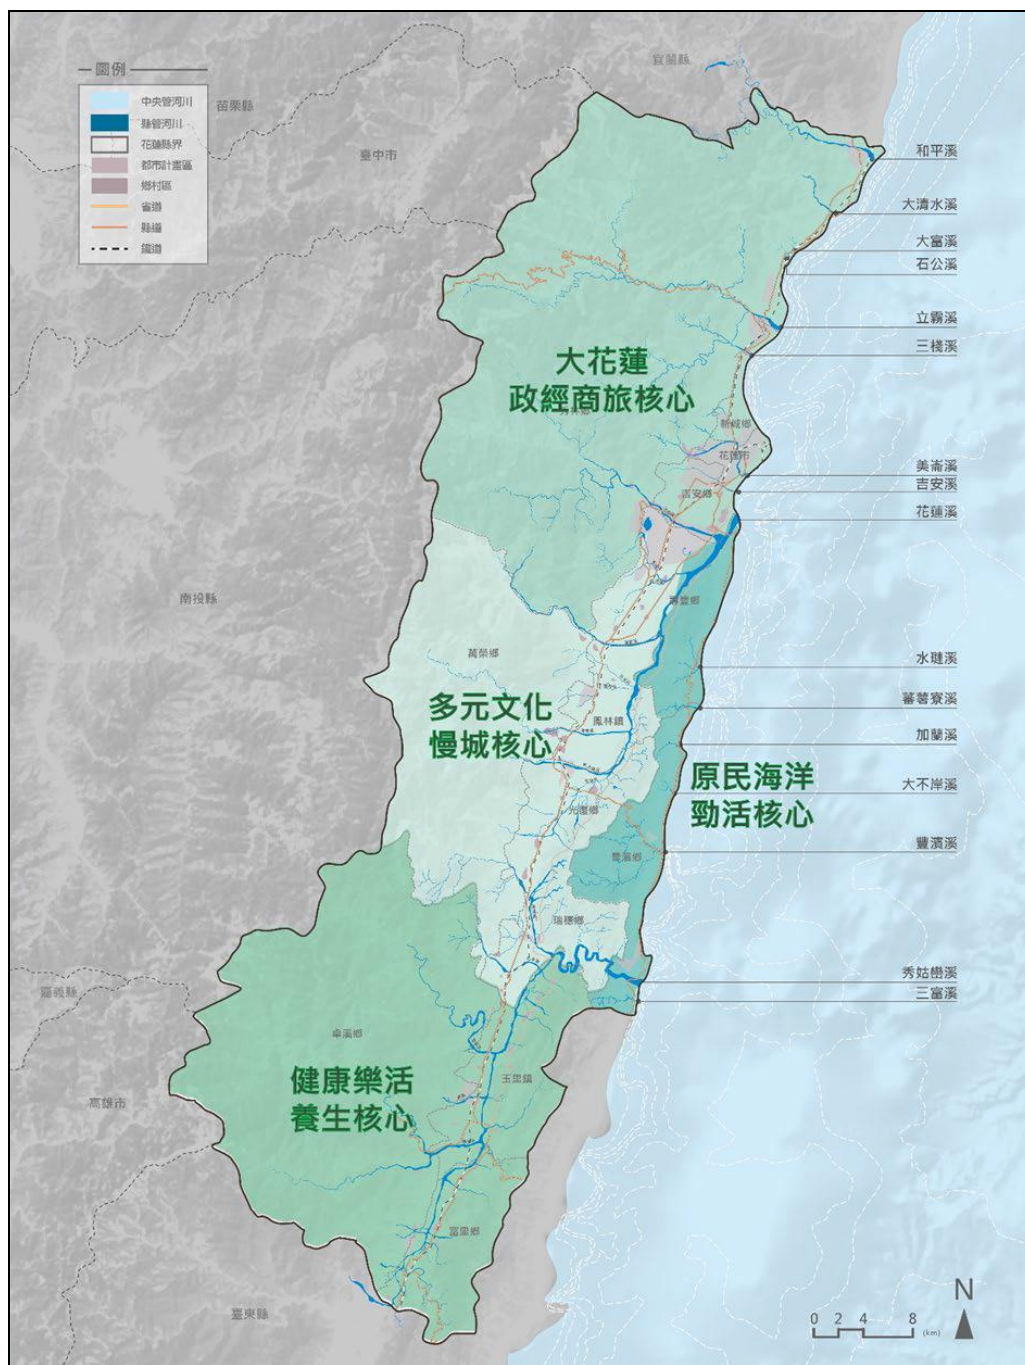 圖例
中央管河川
縣管河川
花蓮縣界
都市計畫區
鄉村區
省道
縣道
鐵道
宜蘭縣
苗栗縣
臺中市
南投縣
嘉義縣
高雄市
臺東縣
和平溪
大清水溪
大富溪
石公溪
立霧溪
三棧溪
美崙溪
吉安溪
花蓮溪
水璉溪
蕃薯寮溪
加蘭溪
大不岸溪
豐濱溪
秀姑巒溪
三富溪
大花蓮
政經商旅核心
秀林鄉
新城鄉
花蓮市
吉安鄉
壽豐鄉
萬榮鄉
多元文化
慢城核心
鳳林鎮
原民海洋
勁活核心
光復鄉
豐濱鄉
瑞穗鄉
卓溪鄉
健康樂活
養生核心
玉里鎮
富里鄉
N
0 2 4 8
(km)